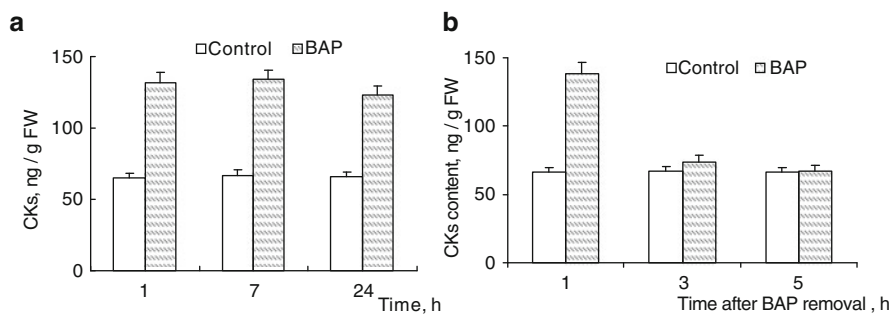 a
Control BAP
CKs, ng / g FW
150
100
50
0
1 7 24
Time, h
b
Control BAP
CKs content, ng / g FW
150
100
50
0
1 3 5
Time after BAP removal , h